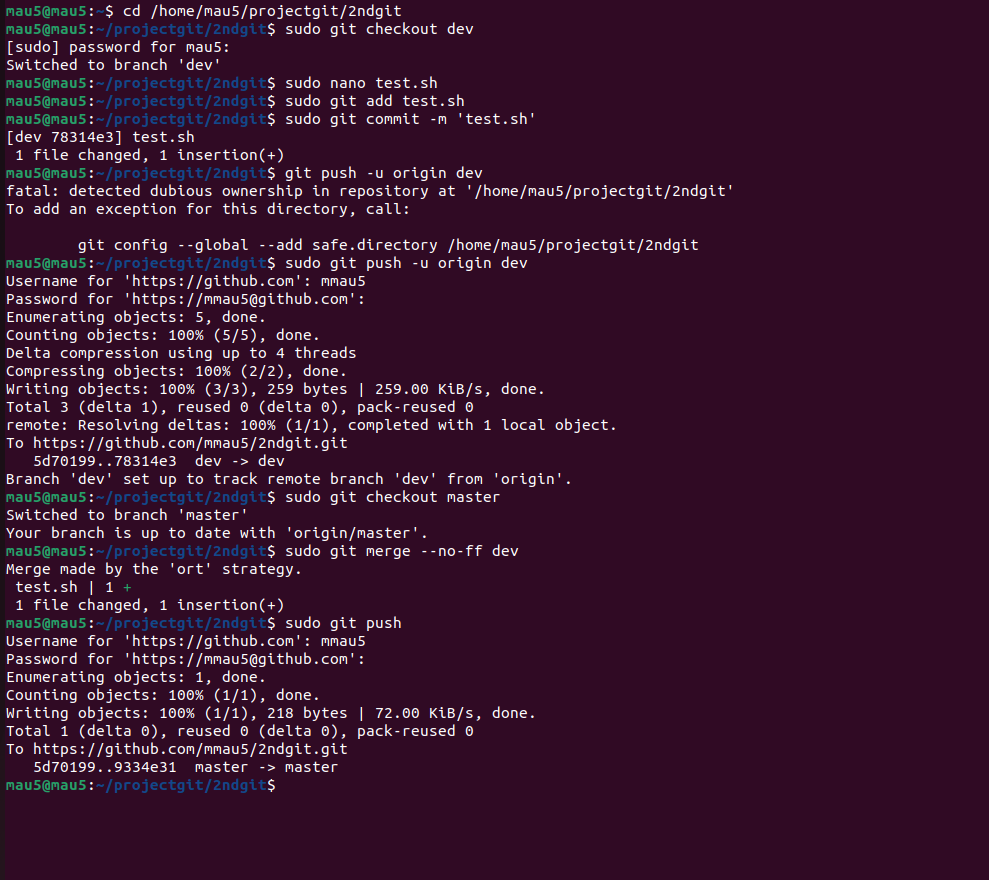 mau5@mau5:~$ cd /home/mau5/projectgit/2ndgit
mau5@mau5:~/projectgit/2ndgit$ sudo git checkout dev
[sudo] password for mau5:
Switched to branch 'dev'
mau5@mau5:~/projectgit/2ndgit$ sudo nano test.sh
mau5@mau5:~/projectgit/2ndgit$ sudo git add test.sh
mau5@mau5:~/projectgit/2ndgit$ sudo git commit -m 'test.sh'
[dev 78314e3] test.sh
 1 file changed, 1 insertion(+)
mau5@mau5:~/projectgit/2ndgit$ git push -u origin dev
fatal: detected dubious ownership in repository at '/home/mau5/projectgit/2ndgit'
To add an exception for this directory, call:

        git config --global --add safe.directory /home/mau5/projectgit/2ndgit
mau5@mau5:~/projectgit/2ndgit$ sudo git push -u origin dev
Username for 'https://github.com': mmau5
Password for 'https://mmau5@github.com':
Enumerating objects: 5, done.
Counting objects: 100% (5/5), done.
Delta compression using up to 4 threads
Compressing objects: 100% (2/2), done.
Writing objects: 100% (3/3), 259 bytes | 259.00 KiB/s, done.
Total 3 (delta 1), reused 0 (delta 0), pack-reused 0
remote: Resolving deltas: 100% (1/1), completed with 1 local object.
To https://github.com/mmau5/2ndgit.git
   5d70199..78314e3  dev -> dev
Branch 'dev' set up to track remote branch 'dev' from 'origin'.
mau5@mau5:~/projectgit/2ndgit$ sudo git checkout master
Switched to branch 'master'
Your branch is up to date with 'origin/master'.
mau5@mau5:~/projectgit/2ndgit$ sudo git merge --no-ff dev
Merge made by the 'ort' strategy.
 test.sh | 1 +
 1 file changed, 1 insertion(+)
mau5@mau5:~/projectgit/2ndgit$ sudo git push
Username for 'https://github.com': mmau5
Password for 'https://mmau5@github.com':
Enumerating objects: 1, done.
Counting objects: 100% (1/1), done.
Writing objects: 100% (1/1), 218 bytes | 72.00 KiB/s, done.
Total 1 (delta 0), reused 0 (delta 0), pack-reused 0
To https://github.com/mmau5/2ndgit.git
   5d70199..9334e31  master -> master
mau5@mau5:~/projectgit/2ndgit$